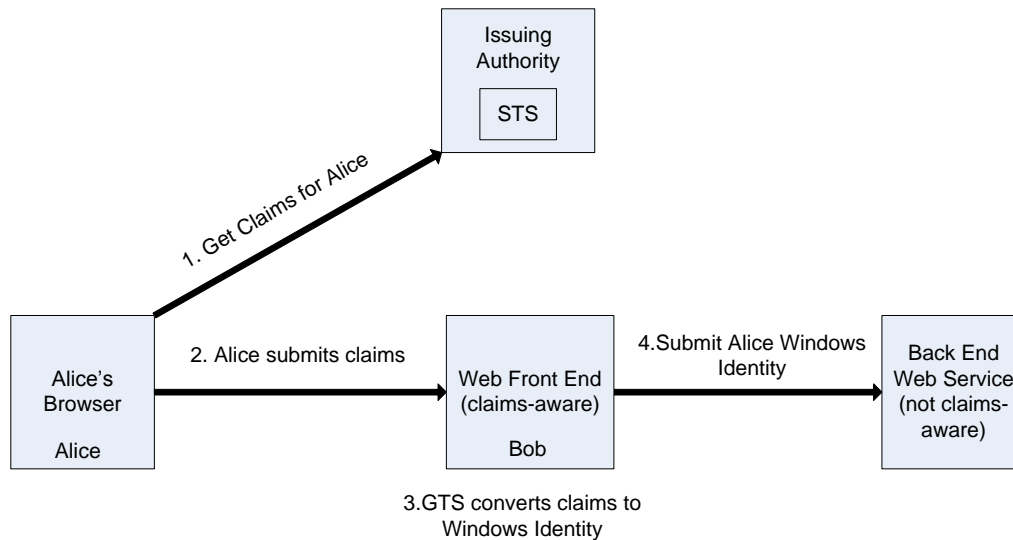 Issuing
Authority
STS
1. Get Claims for Alice
2. Alice submits claims
4.Submit Alice Windows
Identity
Alice's
Browser
Alice
Web Front End
(claims-aware)
Bob
Back End
Web Service
(not claims-
aware)
3.GTS converts claims to
Windows Identity